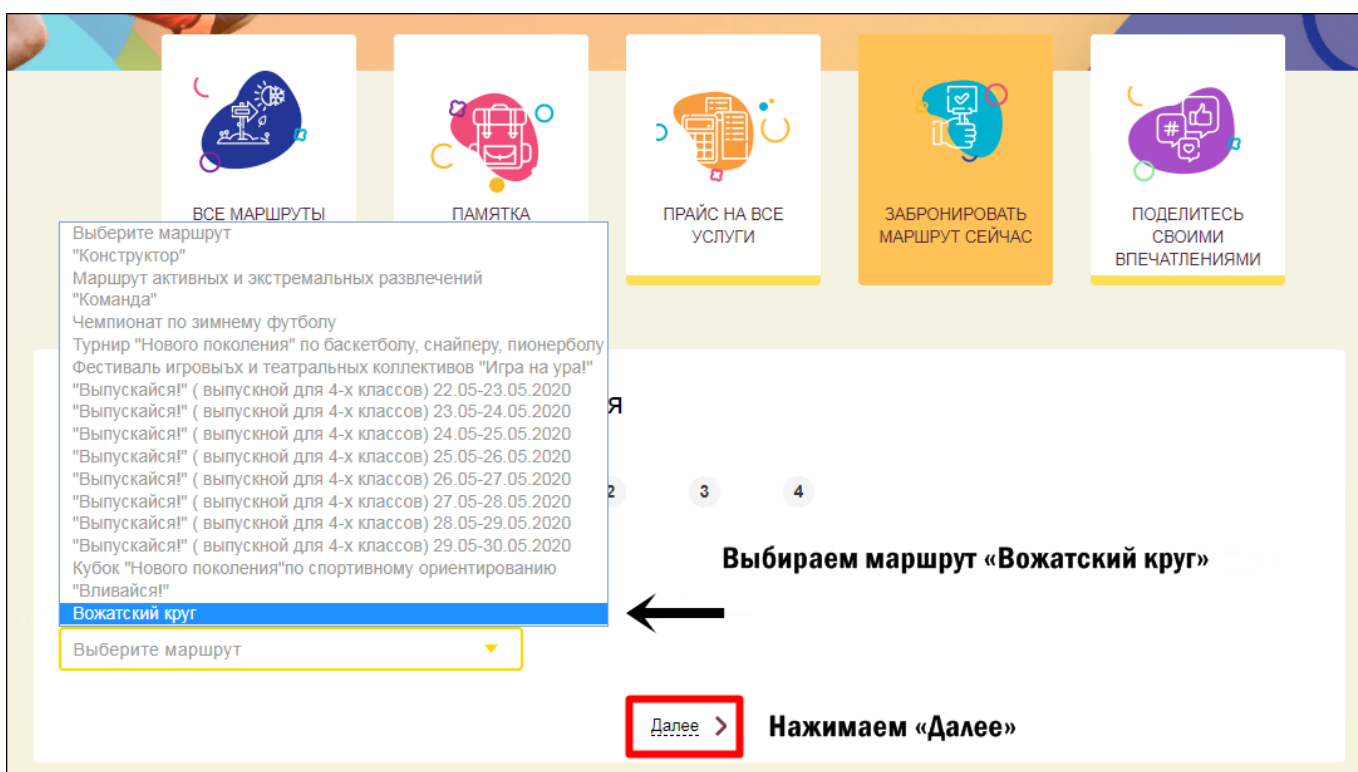 ВСЕ МАРШРУТЫ
ПАМЯТКА
ПРАЙС НА ВСЕ
УСЛУГИ
ЗАБРОНИРОВАТЬ
МАРШРУТ СЕЙЧАС
ПОДЕЛИТЕСЬ
СВОИМИ
ВПЕЧАТЛЕНИЯМИ
Выберите маршрут
"Конструктор"
Маршрут активных и экстремальных развлечений
"Команда"
Чемпионат по зимнему футболу
Турнир "Нового поколения" по баскетболу, снайперу, пионерболу
Фестиваль игровыъх и театральных коллективов "Игра на ура!"
"Выпускайся!" ( выпускной для 4-х классов) 22.05-23.05.2020
"Выпускайся!" ( выпускной для 4-х классов) 23.05-24.05.2020
"Выпускайся!" ( выпускной для 4-х классов) 24.05-25.05.2020
"Выпускайся!" ( выпускной для 4-х классов) 25.05-26.05.2020
"Выпускайся!" ( выпускной для 4-х классов) 26.05-27.05.2020
"Выпускайся!" ( выпускной для 4-х классов) 27.05-28.05.2020
"Выпускайся!" ( выпускной для 4-х классов) 28.05-29.05.2020
"Выпускайся!" ( выпускной для 4-х классов) 29.05-30.05.2020
Кубок "Нового поколения"по спортивному ориентированию
"Вливайся!"
Вожатский круг
я
2 3 4
Выбираем маршрут «Вожатский круг»
Выберите маршрут
Далее
Нажимаем «Далее»